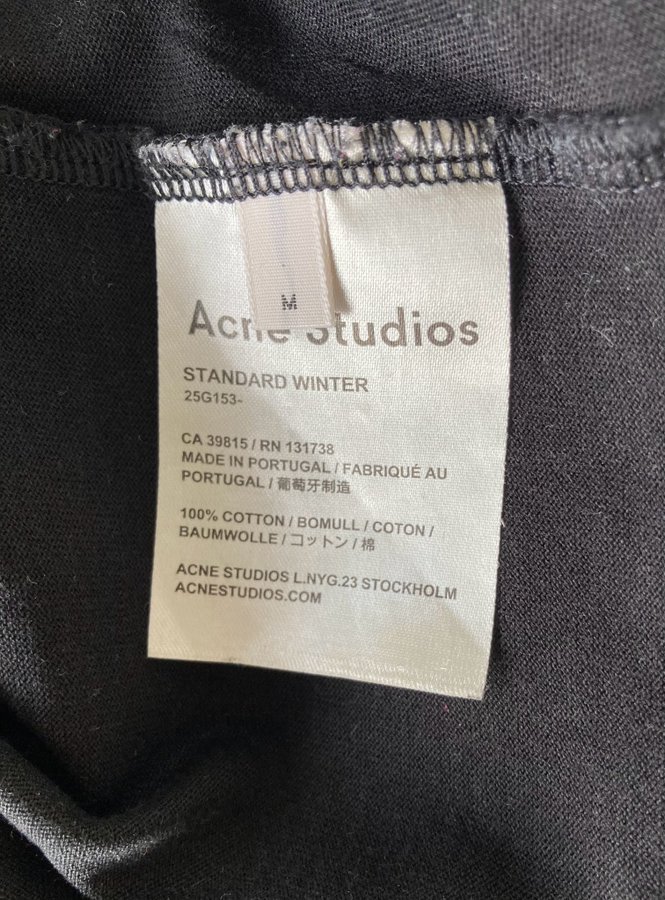 M
Acne Studios
STANDARD WINTER
25G153-
CA 39815 / RN 131738
MADE IN PORTUGAL / FABRIQUÉ AU
PORTUGAL / 葡萄牙制造
100% COTTON / BOMULL / COTON /
BAUMWOLLE / コットン / 棉
ACNE STUDIOS L.NYG.23 STOCKHOLM
ACNESTUDIOS.COM